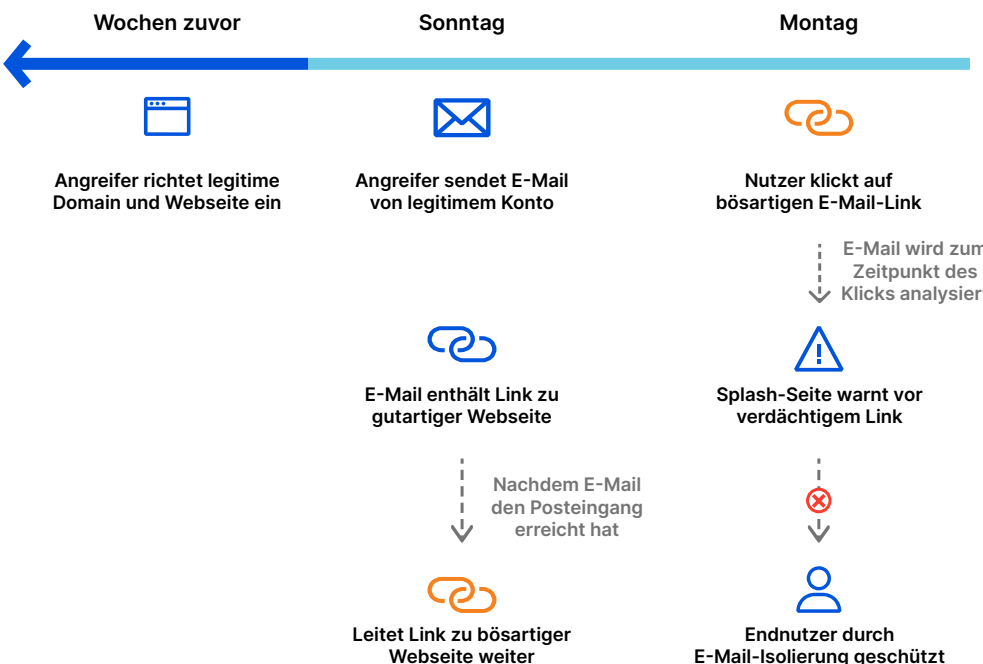 Wochen zuvor
Sonntag
Montag
Angreifer richtet legitime
Domain und Webseite ein
Angreifer sendet E-Mail
von legitimem Konto
Nutzer klickt auf
bösartigen E-Mail-Link
E-Mail wird zum
Zeitpunkt des
Klicks analysier
E-Mail enthält Link zu
gutartiger Webseite
Splash-Seite warnt vor
verdächtigem Link
Nachdem E-Mail
den Posteingang
erreicht hat
Leitet Link zu bösartiger
Webseite weiter
Endnutzer durch
E-Mail-Isolierung geschützt